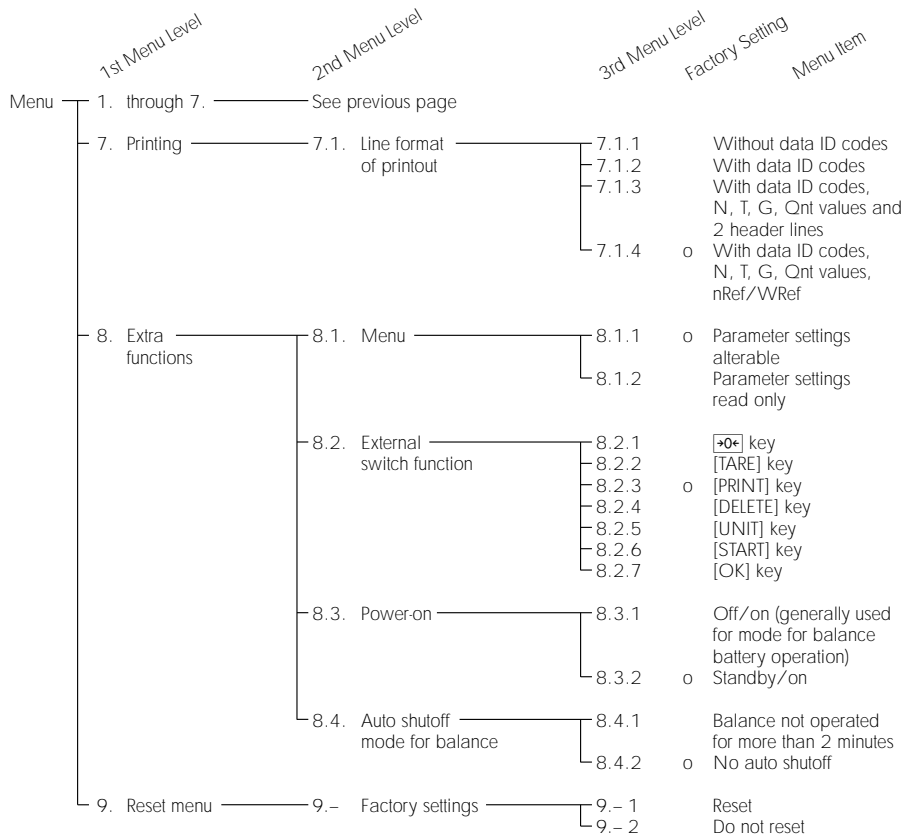 1st Menu Level 2nd Menu Level 3rd Menu Level Factory Setting Menu Item
Menu 1. through 7. See previous page
7. Printing 7.1. Line format 7.1.1 Without data ID codes
of printout 7.1.2 With data ID codes
7.1.3 With data ID codes,
N, T, G, Qnt values and
2 header lines
7.1.4 o With data ID codes,
N, T, G, Qnt values,
nRef/WRef
8. Extra 8.1. Menu 8.1.1 o Parameter settings
functions alterable
8.1.2 Parameter settings
read only
8.2. External 8.2.1 →0← key
switch function 8.2.2 [TARE] key
8.2.3 o [PRINT] key
8.2.4 [DELETE] key
8.2.5 [UNIT] key
8.2.6 [START] key
8.2.7 [OK] key
8.3. Power-on 8.3.1 Off/on (generally used
for mode for balance
battery operation)
8.3.2 o Standby/on
8.4. Auto shutoff 8.4.1 Balance not operated
mode for balance for more than 2 minutes
8.4.2 o No auto shutoff
9. Reset menu 9.– Factory settings 9.– 1 Reset
9.– 2 Do not reset